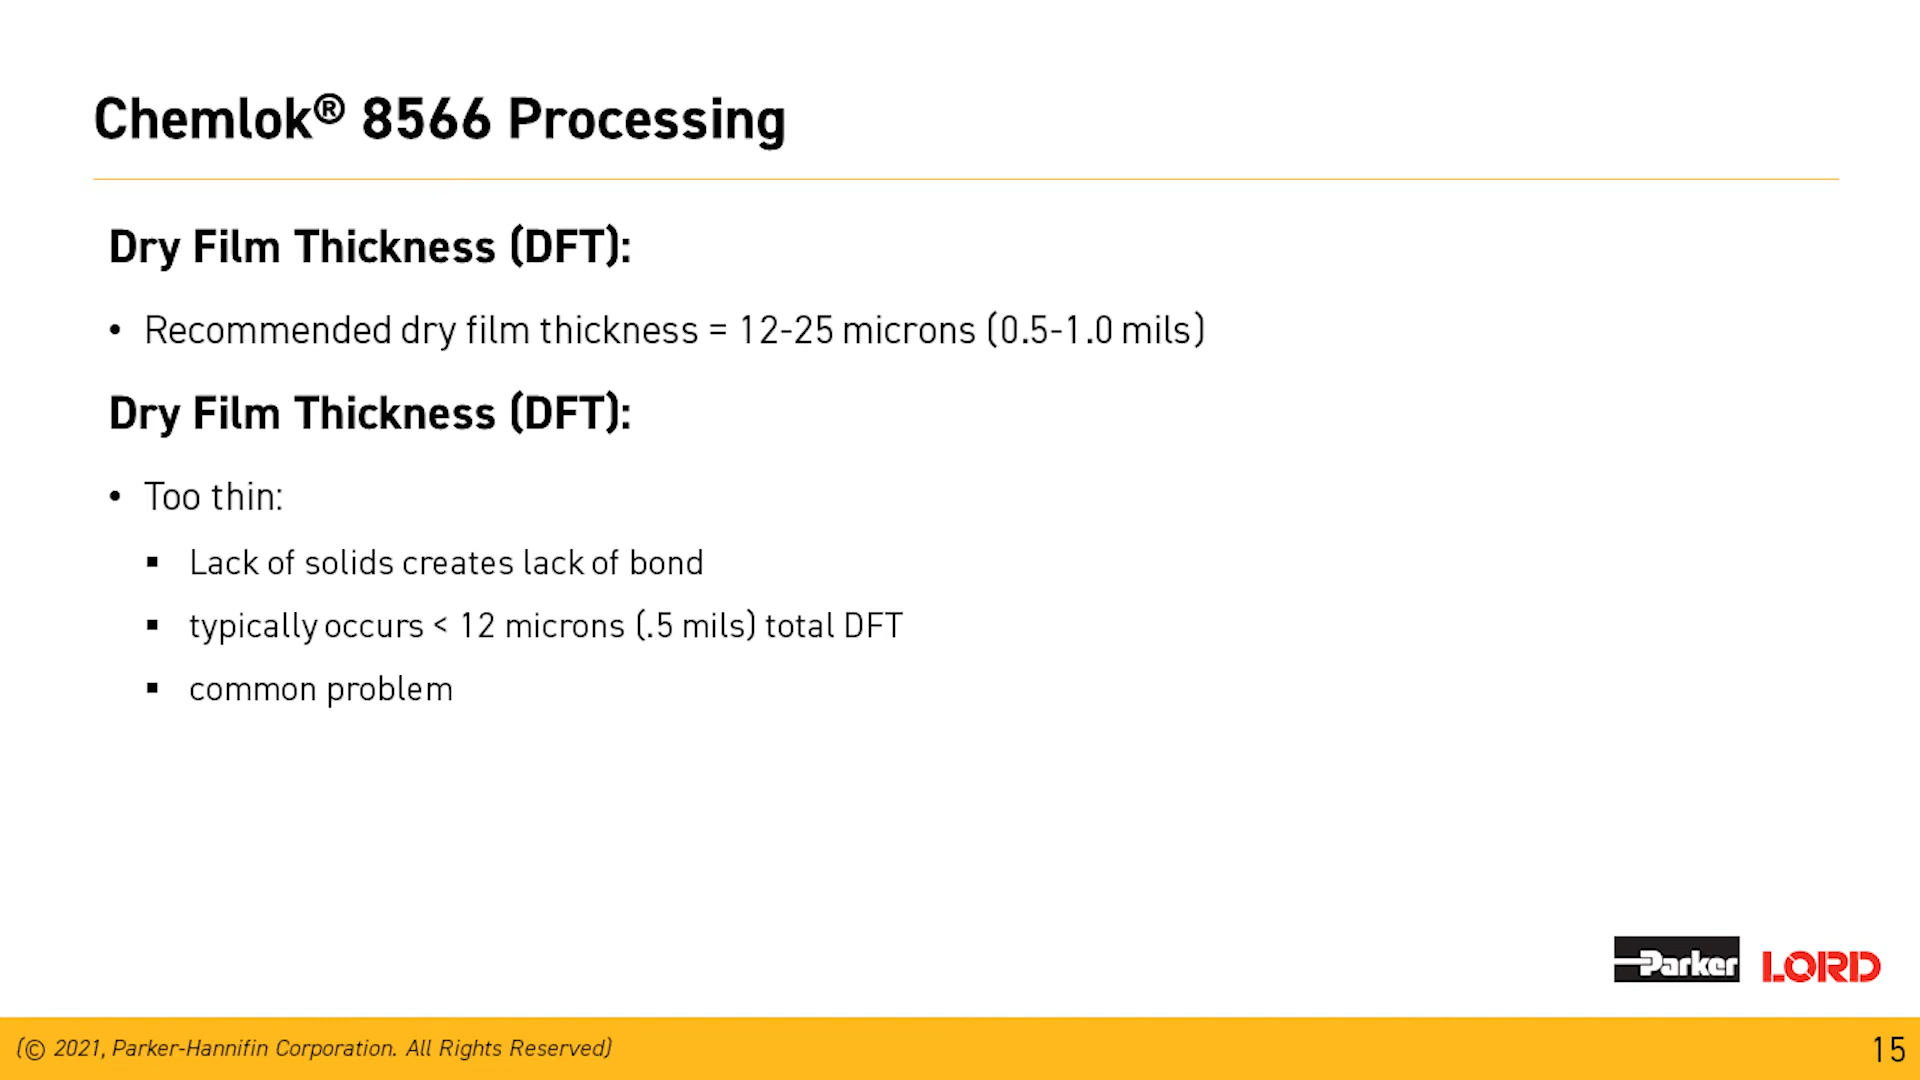 Chemlok® 8566 Processing
Dry Film Thickness (DFT):
• Recommended dry film thickness = 12-25 microns (0.5-1.0 mils)
Dry Film Thickness (DFT):
• Too thin:
▪ Lack of solids creates lack of bond
▪ typically occurs < 12 microns (.5 mils) total DFT
▪ common problem
Parker LORD
(© 2021, Parker-Hannifin Corporation. All Rights Reserved)
15